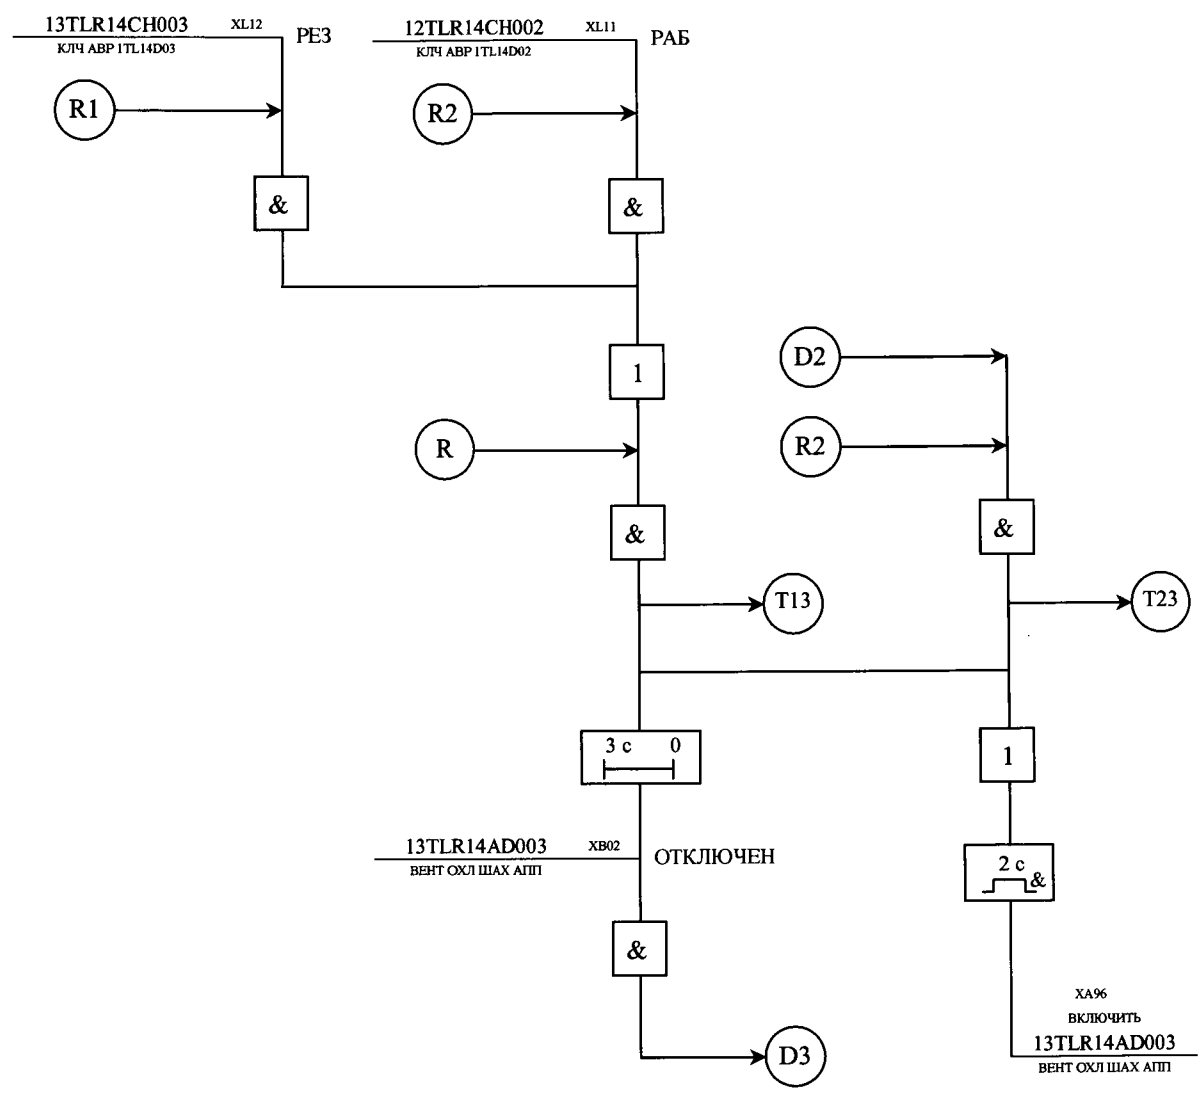 13TLR14CH003 XL12 РЕЗ
КЛЧ АВР 1TL14D03
12TLR14CH002 XL11 РАБ
КЛЧ АВР 1TL14D02
R1
R2
&
&
1
D2
R
R2
&
&
T13
T23
3 с 0
1
13TLR14AD003 XB02 ОТКЛЮЧЕН
ВЕНТ ОХЛ ШАХ АПП
2 с
&
&
XA96
ВКЛЮЧИТЬ
13TLR14AD003
ВЕНТ ОХЛ ШАХ АПП
D3